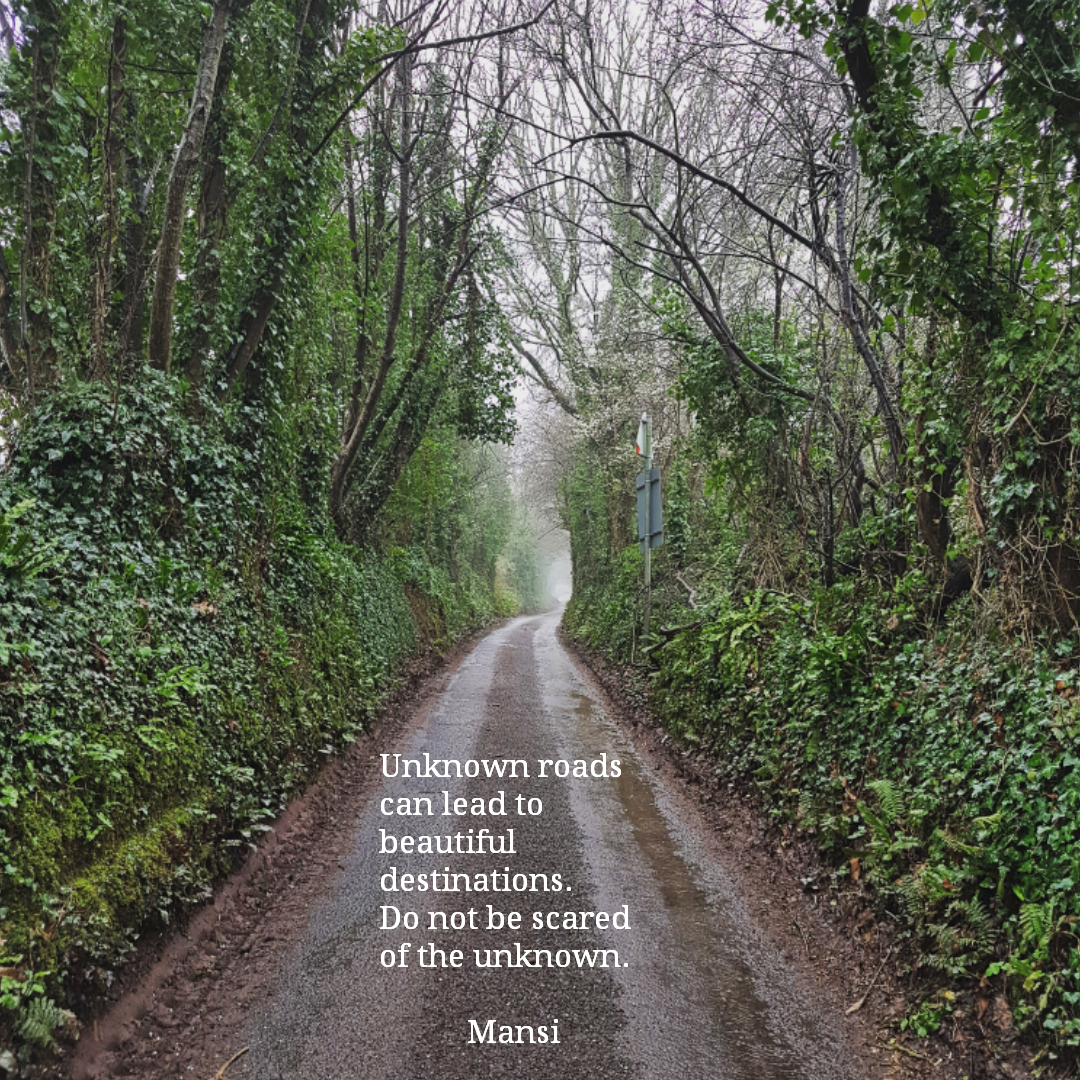 Unknown roads
can lead to
beautiful
destinations.
Do not be scared
of the unknown.
Mansi